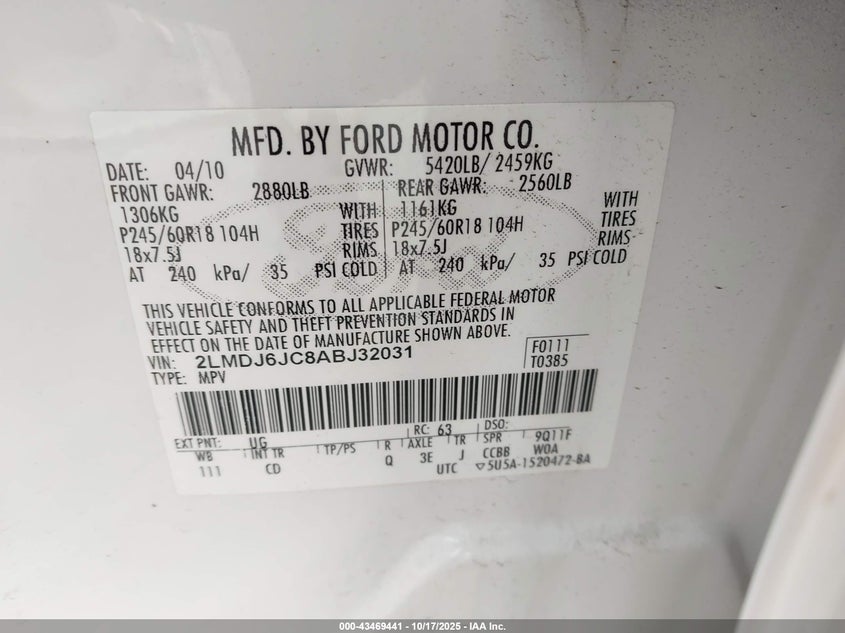 MFD. BY FORD MOTOR CO.
DATE: 04/10 GVWR: 5420LB/ 2459KG
FRONT GAWR: 2880LB REAR GAWR: 2560LB
1306KG WITH 1161KG WITH
P245/60R18 104H TIRES P245/60R18 104H TIRES
18x7.5J RIMS 18x7.5J RIMS
AT 240 kPa/ 35 PSI COLD AT 240 kPa/ 35 PSI COLD
THIS VEHICLE CONFORMS TO ALL APPLICABLE FEDERAL MOTOR
VEHICLE SAFETY AND THEFT PREVENTION STANDARDS IN
EFFECT ON THE DATE OF MANUFACTURE SHOWN ABOVE.
VIN: 2LMDJ6JC8ABJ32031 F0111
TYPE: MPV T0385
EXT PNT: UG RC: 63 DSO:
WB INT TR TP/PS R AXLE TR SPR 9Q11F
111 CD Q 3E J CCBB W0A
UTC ▽5U5A-1520472-BA
000-43469441 - 10/17/2025 - IAA Inc.